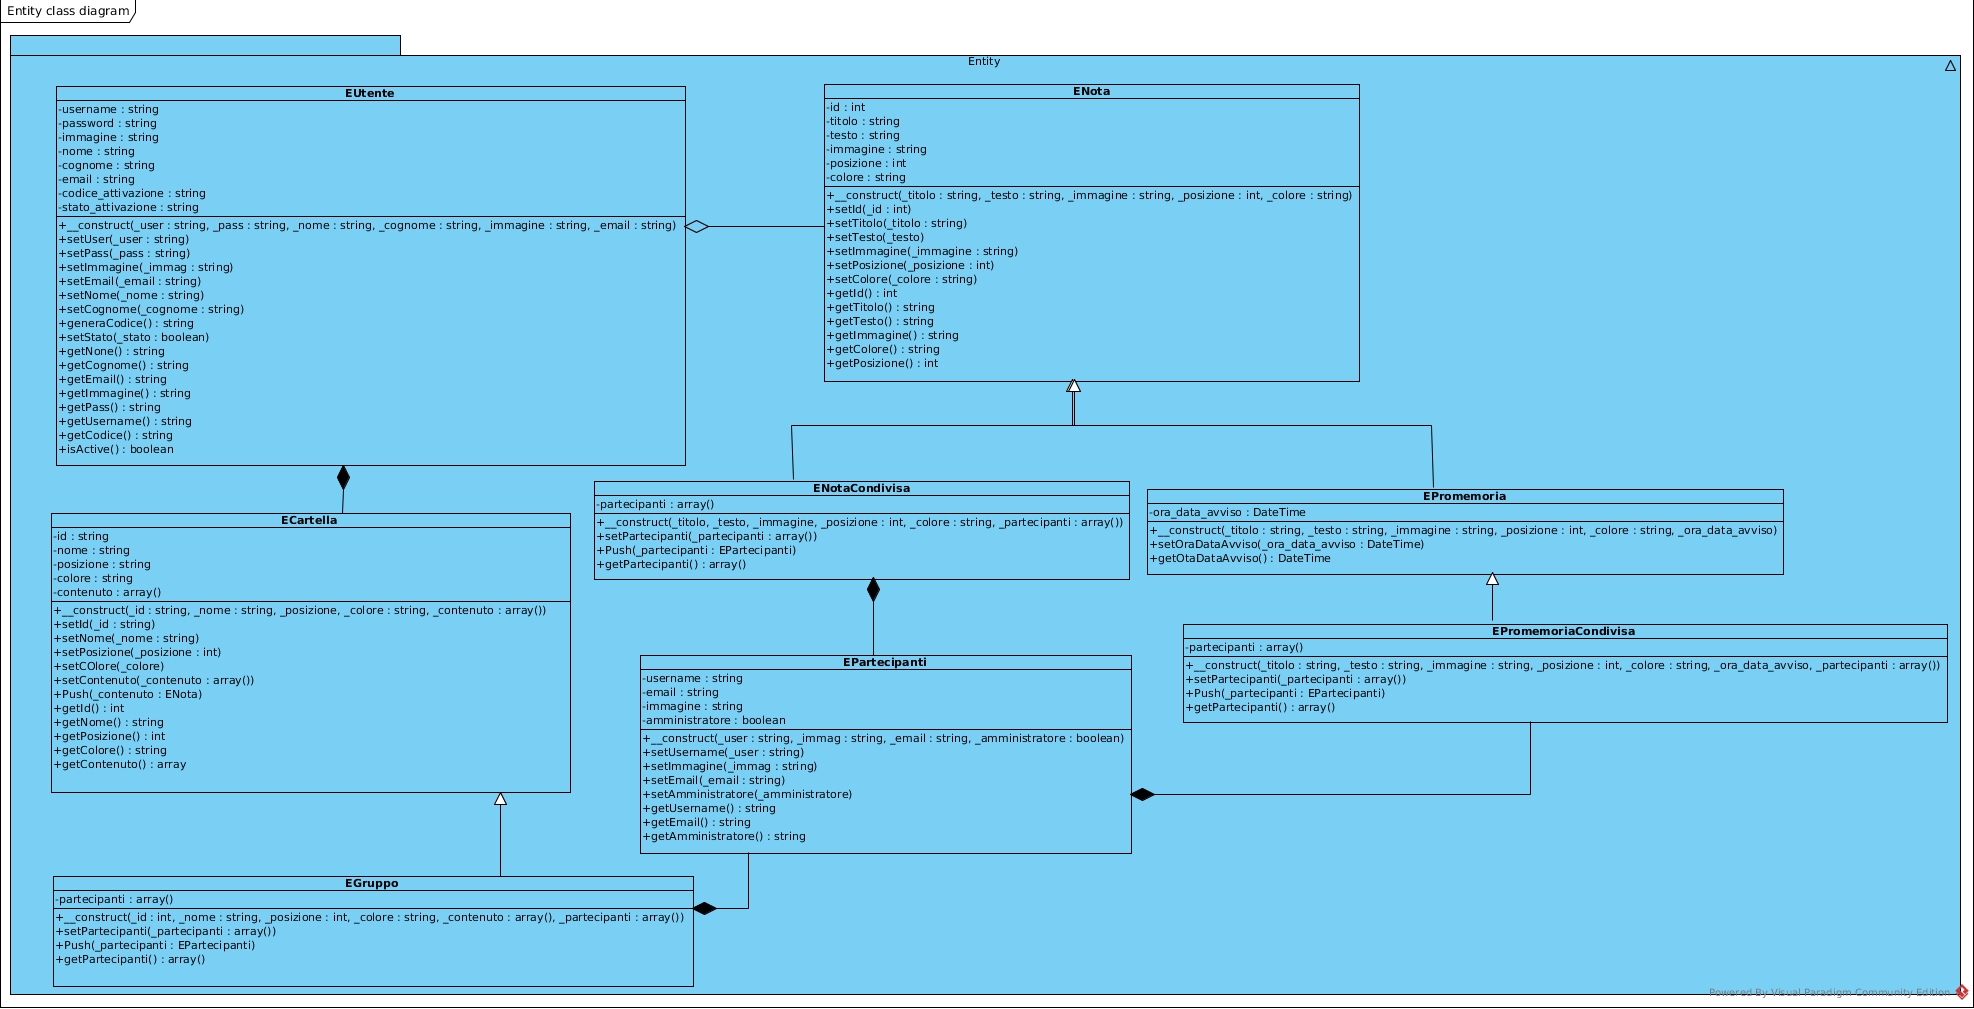 Entity class diagram
Entity
EUtente
-username : string
-password : string
-immagine : string
-nome : string
-cognome : string
-email : string
-codice_attivazione : string
-stato_attivazione : string
+__construct(_user : string, _pass : string, _nome : string, _cognome : string, _immagine : string, _email : string)
+setUser(_user : string)
+setPass(_pass : string)
+setImmagine(_immag : string)
+setEmail(_email : string)
+setNome(_nome : string)
+setCognome(_cognome : string)
+generaCodice() : string
+setStato(_stato : boolean)
+getNone() : string
+getCognome() : string
+getEmail() : string
+getImmagine() : string
+getPass() : string
+getUsername() : string
+getCodice() : string
+isActive() : boolean
ENota
-id : int
-titolo : string
-testo : string
-immagine : string
-posizione : int
-colore : string
+__construct(_titolo : string, _testo : string, _immagine : string, _posizione : int, _colore : string)
+setId(_id : int)
+setTitolo(_titolo : string)
+setTesto(_testo)
+setImmagine(_immagine : string)
+setPosizione(_posizione : int)
+setColore(_colore : string)
+getId() : int
+getTitolo() : string
+getTesto() : string
+getImmagine() : string
+getColore() : string
+getPosizione() : int
ENotaCondivisa
-partecipanti : array()
+__construct(_titolo, _testo, _immagine, _posizione : int, _colore : string, _partecipanti : array())
+setPartecipanti(_partecipanti : array())
+Push(_partecipanti : EPartecipanti)
+getPartecipanti() : array()
EPromemoria
-ora_data_avviso : DateTime
+__construct(_titolo : string, _testo : string, _immagine : string, _posizione : int, _colore : string, _ora_data_avviso)
+setOraDataAvviso(_ora_data_avviso : DateTime)
+getOtaDataAvviso() : DateTime
ECartella
-id : string
-nome : string
-posizione : string
-colore : string
-contenuto : array()
+__construct(_id : string, _nome : string, _posizione, _colore : string, _contenuto : array())
+setId(_id : string)
+setNome(_nome : string)
+setPosizione(_posizione : int)
+setCOlore(_colore)
+setContenuto(_contenuto : array())
+Push(_contenuto : ENota)
+getId() : int
+getNome() : string
+getPosizione() : int
+getColore() : string
+getContenuto() : array
EPartecipanti
-username : string
-email : string
-immagine : string
-amministratore : boolean
+__construct(_user : string, _immag : string, _email : string, _amministratore : boolean)
+setUsername(_user : string)
+setImmagine(_immag : string)
+setEmail(_email : string)
+setAmministratore(_amministratore)
+getUsername() : string
+getEmail() : string
+getAmministratore() : string
EPromemoriaCondivisa
-partecipanti : array()
+__construct(_titolo : string, _testo : string, _immagine : string, _posizione : int, _colore : string, _ora_data_avviso, _partecipanti : array())
+setPartecipanti(_partecipanti : array())
+Push(_partecipanti : EPartecipanti)
+getPartecipanti() : array()
EGruppo
-partecipanti : array()
+__construct(_id : int, _nome : string, _posizione : int, _colore : string, _contenuto : array(), _partecipanti : array())
+setPartecipanti(_partecipanti : array())
+Push(_partecipanti : EPartecipanti)
+getPartecipanti() : array()
Powered By Visual Paradigm Community Edition